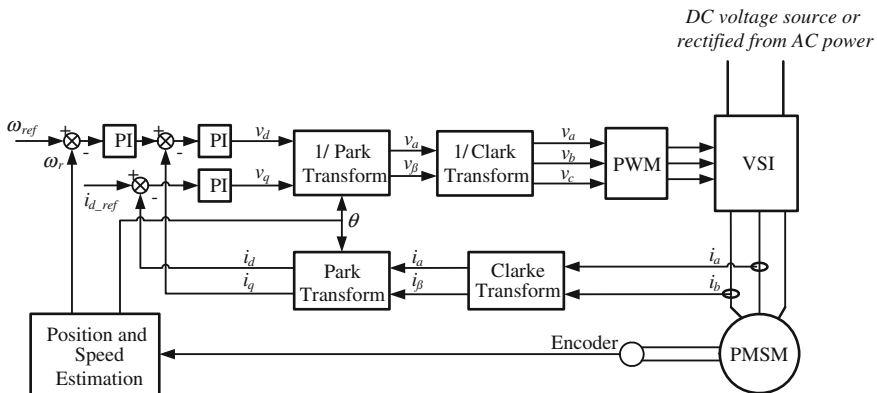 DC voltage source or
rectified from AC power
ω_ref
+
-
PI
+
-
PI
v_d
1/ Park
Transform
v_a
v_β
1/Clark
Transform
v_a
v_b
v_c
PWM
VSI
ω_r
i_d_ref
+
-
PI
v_q
θ
i_d
i_q
Park
Transform
i_a
i_β
Clarke
Transform
i_a
i_b
Position and
Speed
Estimation
Encoder
PMSM